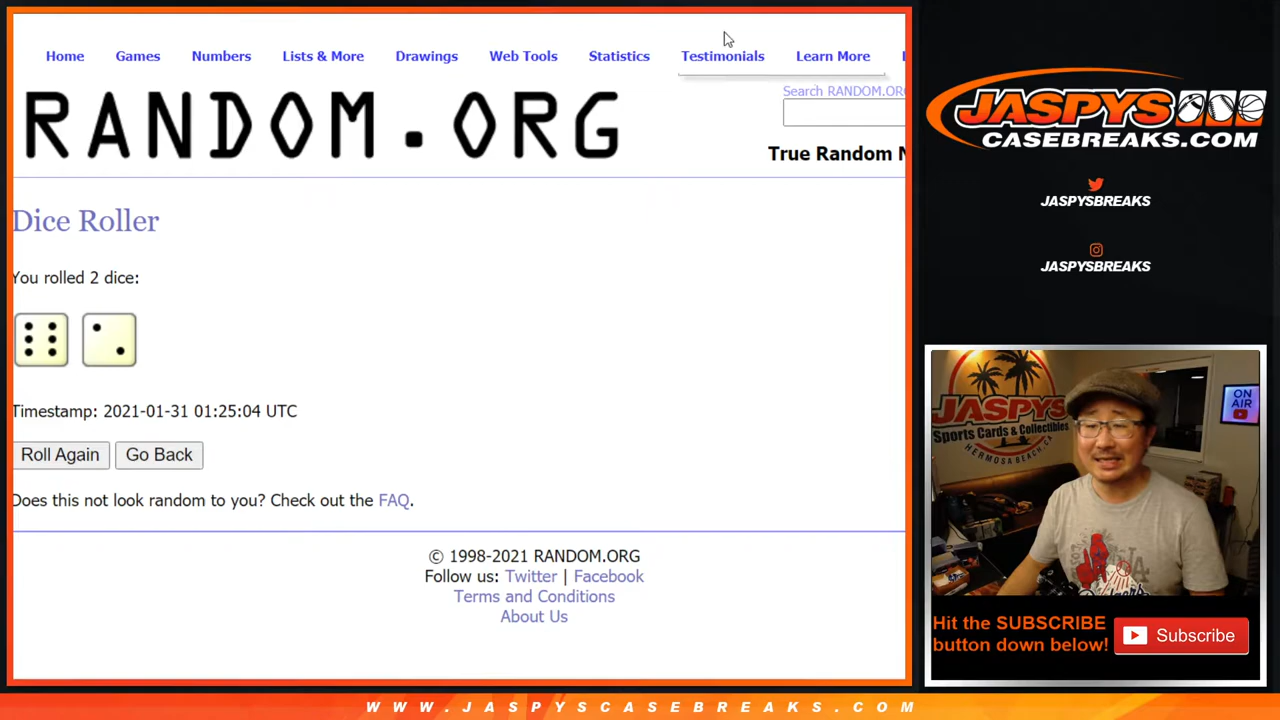 Home Games Numbers Lists & More Drawings Web Tools Statistics Testimonials Learn More
Search RANDOM.ORG
RANDOM.ORG
True Random
Dice Roller
You rolled 2 dice:
Timestamp: 2021-01-31 01:25:04 UTC
Roll Again Go Back
Does this not look random to you? Check out the FAQ.
© 1998-2021 RANDOM.ORG
Follow us: Twitter | Facebook
Terms and Conditions
About Us
JASPYS
CASEBREAKS.COM
JASPYSBREAKS
JASPYSBREAKS
JASPYS
Sports Cards & Collectibles
HERMOSA BEACH, CA
ON AIR
Hit the SUBSCRIBE
button down below!
Subscribe
WWW.JASPYSCASEBREAKS.COM